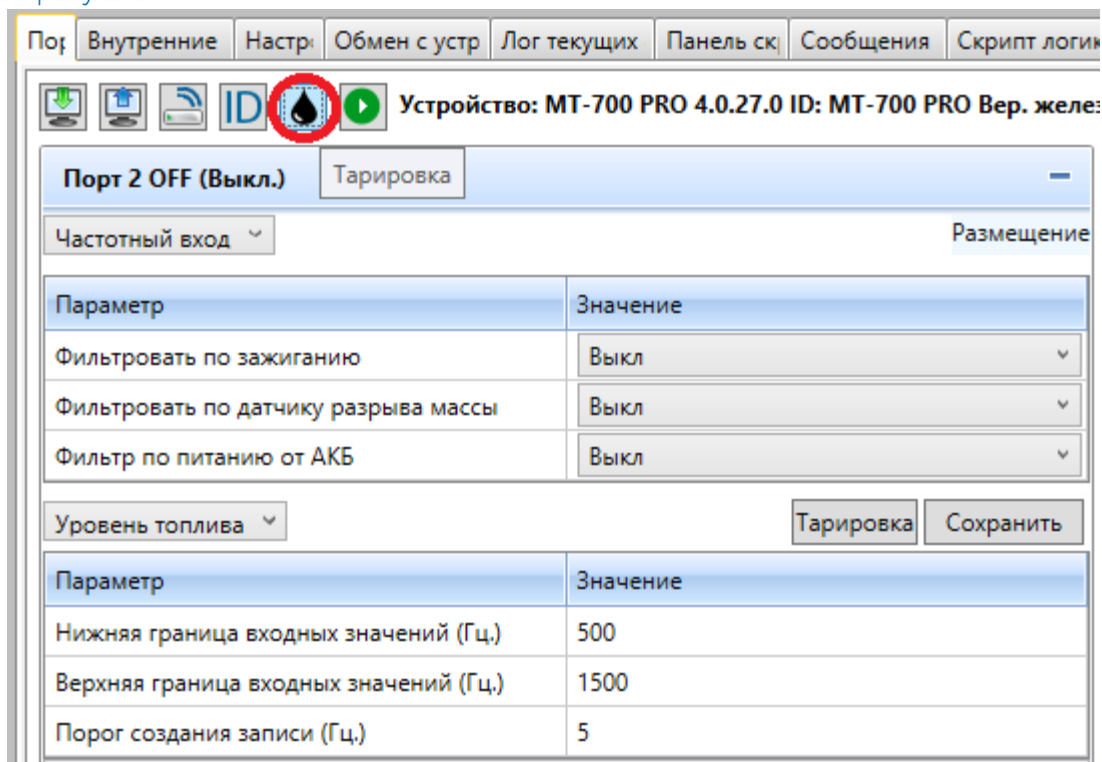 Пор Внутренние Настр Обмен с устр Лог текущих Панель ск Сообщения Скрипт логи
ID Устройство: MT-700 PRO 4.0.27.0 ID: MT-700 PRO Вер. желез
Порт 2 OFF (Выкл.) Тарировка
Частотный вход Размещение
Параметр Значение
Фильтровать по зажиганию Выкл
Фильтровать по датчику разрыва массы Выкл
Фильтр по питанию от АКБ Выкл
Уровень топлива Тарировка Сохранить
Параметр Значение
Нижняя граница входных значений (Гц.) 500
Верхняя граница входных значений (Гц.) 1500
Порог создания записи (Гц.) 5